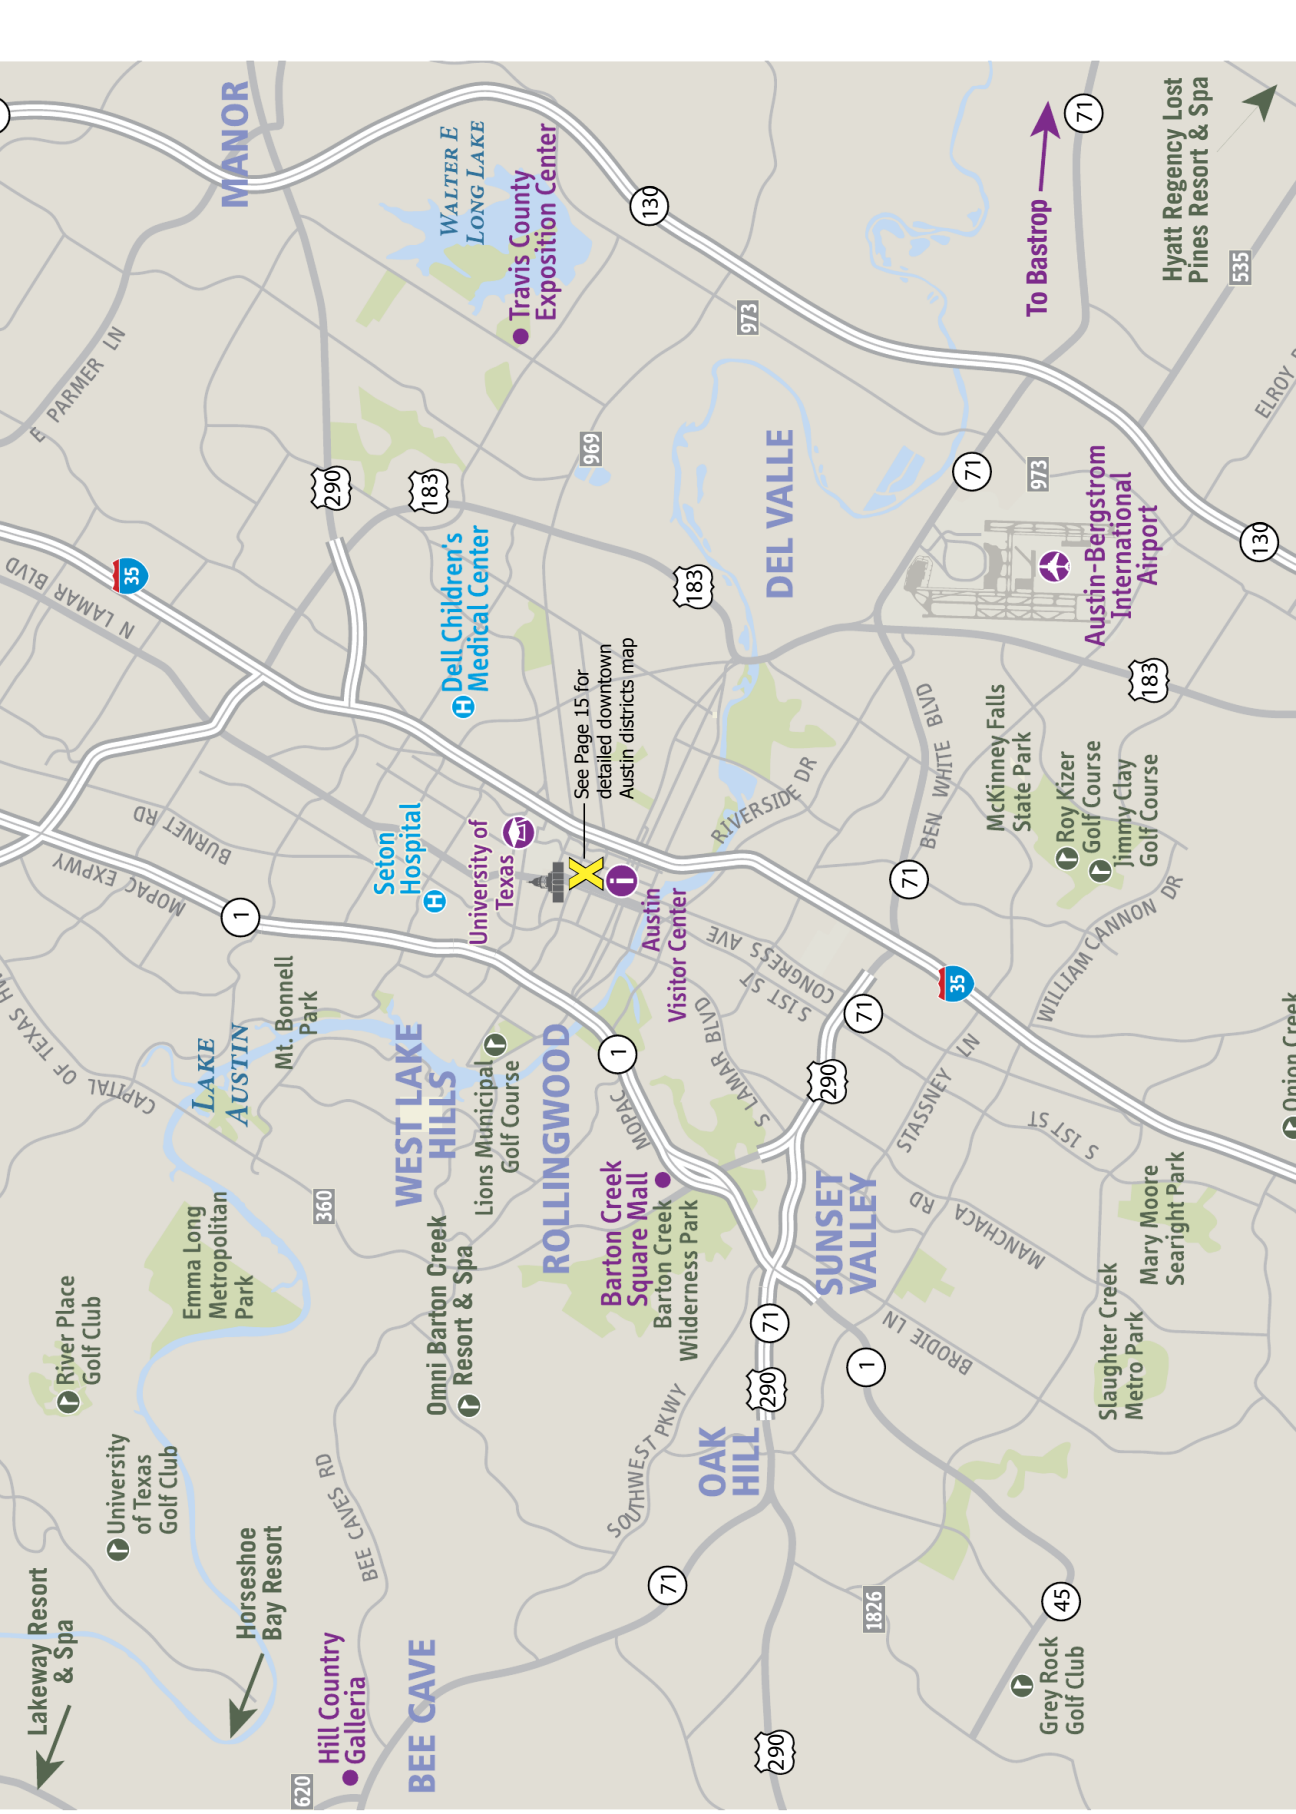 Lakeway Resort
& Spa
Horseshoe
Bay Resort
620
Hill Country
Galleria
BEE CAVE
BEE CAVES RD
University
of Texas
Golf Club
River Place
Golf Club
Emma Long
Metropolitan
Park
360
LAKE
AUSTIN
CAPITAL OF TEXAS HW
Mt. Bonnell
Park
WEST LAKE
HILLS
Omni Barton Creek
Resort & Spa
Lions Municipal
Golf Course
ROLLINGWOOD
Barton Creek
Square Mall
Barton Creek
Wilderness Park
MOPAC
1
SOUTHWEST PKWY
OAK
HILL
71
290
290
71
1
1826
45
Grey Rock
Golf Club
SUNSET
VALLEY
BRODIE LN
MANCHACA RD
Slaughter Creek
Metro Park
Mary Moore
Searight Park
S 1ST ST
STASSNEY LN
S LAMAR BLVD
290
71
S 1ST ST
CONGRESS AVE
Onion Creek
WILLIAM CANNON DR
35
71
BEN WHITE BLVD
Roy Kizer
Golf Course
Jimmy Clay
Golf Course
McKinney Falls
State Park
RIVERSIDE DR
Austin
Visitor Center
i
X
See Page 15 for
detailed downtown
Austin districts map
University of
Texas
H
Seton
Hospital
H
Dell Children's
Medical Center
1
MOPAC EXPWY
BURNET RD
N LAMAR BLVD
35
290
183
E PARMER LN
MANOR
WALTER E
LONG LAKE
Travis County
Exposition Center
130
973
969
183
DEL VALLE
71
973
Austin-Bergstrom
International
Airport
183
130
To Bastrop
71
Hyatt Regency Lost
Pines Resort & Spa
535
ELROY